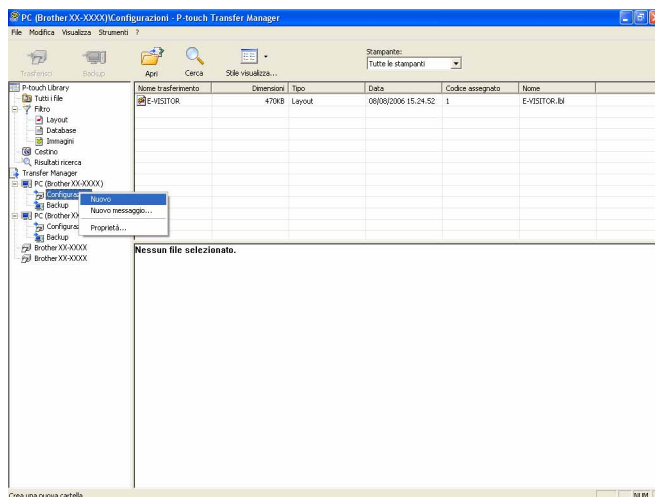 PC (Brother XX-XXXX)\Configurazioni - P-touch Transfer Manager
File Modifica Visualizza Strumenti ?
Trasferisci Backup Apri Cerca Stile visualizza...
Stampante:
Tutte le stampanti
P-touch Library
Tutti i file
Filtro
Layout
Database
Immagini
Cestino
Risultati ricerca
Transfer Manager
PC (Brother XX-XXXX)
Configuraz
Backup
PC (Brother XX
Configuraz
Backup
Brother XX-XXXX
Brother XX-XXXX
Nuovo
Nuovo messaggio...
Proprietà...
Nome trasferimento Dimensioni Tipo Data Codice assegnato Nome
E-VISITOR 470KB Layout 08/08/2006 15.24.52 1 E-VISITOR.lbl
Nessun file selezionato.
Crea una nuova cartella NUM